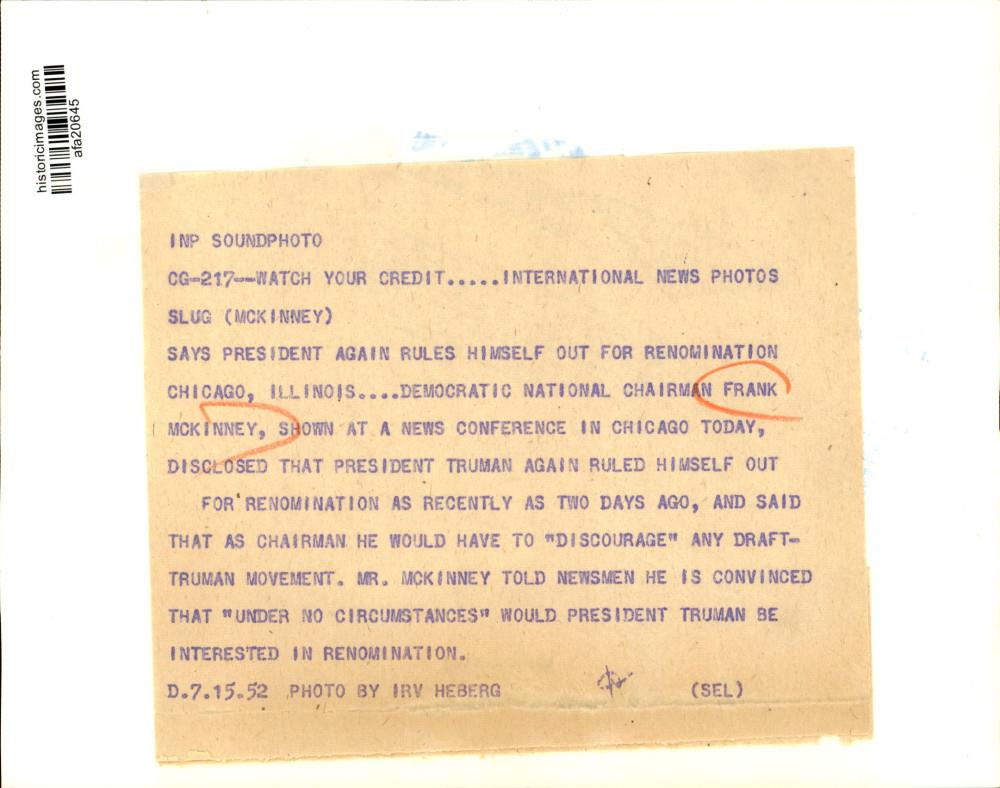 historicimages.com
afa20645
INP SOUNDPHOTO
CG-217--WATCH YOUR CREDIT.....INTERNATIONAL NEWS PHOTOS
SLUG (MCKINNEY)
SAYS PRESIDENT AGAIN RULES HIMSELF OUT FOR RENOMINATION
CHICAGO, ILLINOIS....DEMOCRATIC NATIONAL CHAIRMAN FRANK
MCKINNEY, SHOWN AT A NEWS CONFERENCE IN CHICAGO TODAY,
DISCLOSED THAT PRESIDENT TRUMAN AGAIN RULED HIMSELF OUT
FOR RENOMINATION AS RECENTLY AS TWO DAYS AGO, AND SAID
THAT AS CHAIRMAN HE WOULD HAVE TO "DISCOURAGE" ANY DRAFT-
TRUMAN MOVEMENT. MR. MCKINNEY TOLD NEWSMEN HE IS CONVINCED
THAT "UNDER NO CIRCUMSTANCES" WOULD PRESIDENT TRUMAN BE
INTERESTED IN RENOMINATION.
D.7.15.52 PHOTO BY IRV HEBERG (SEL)